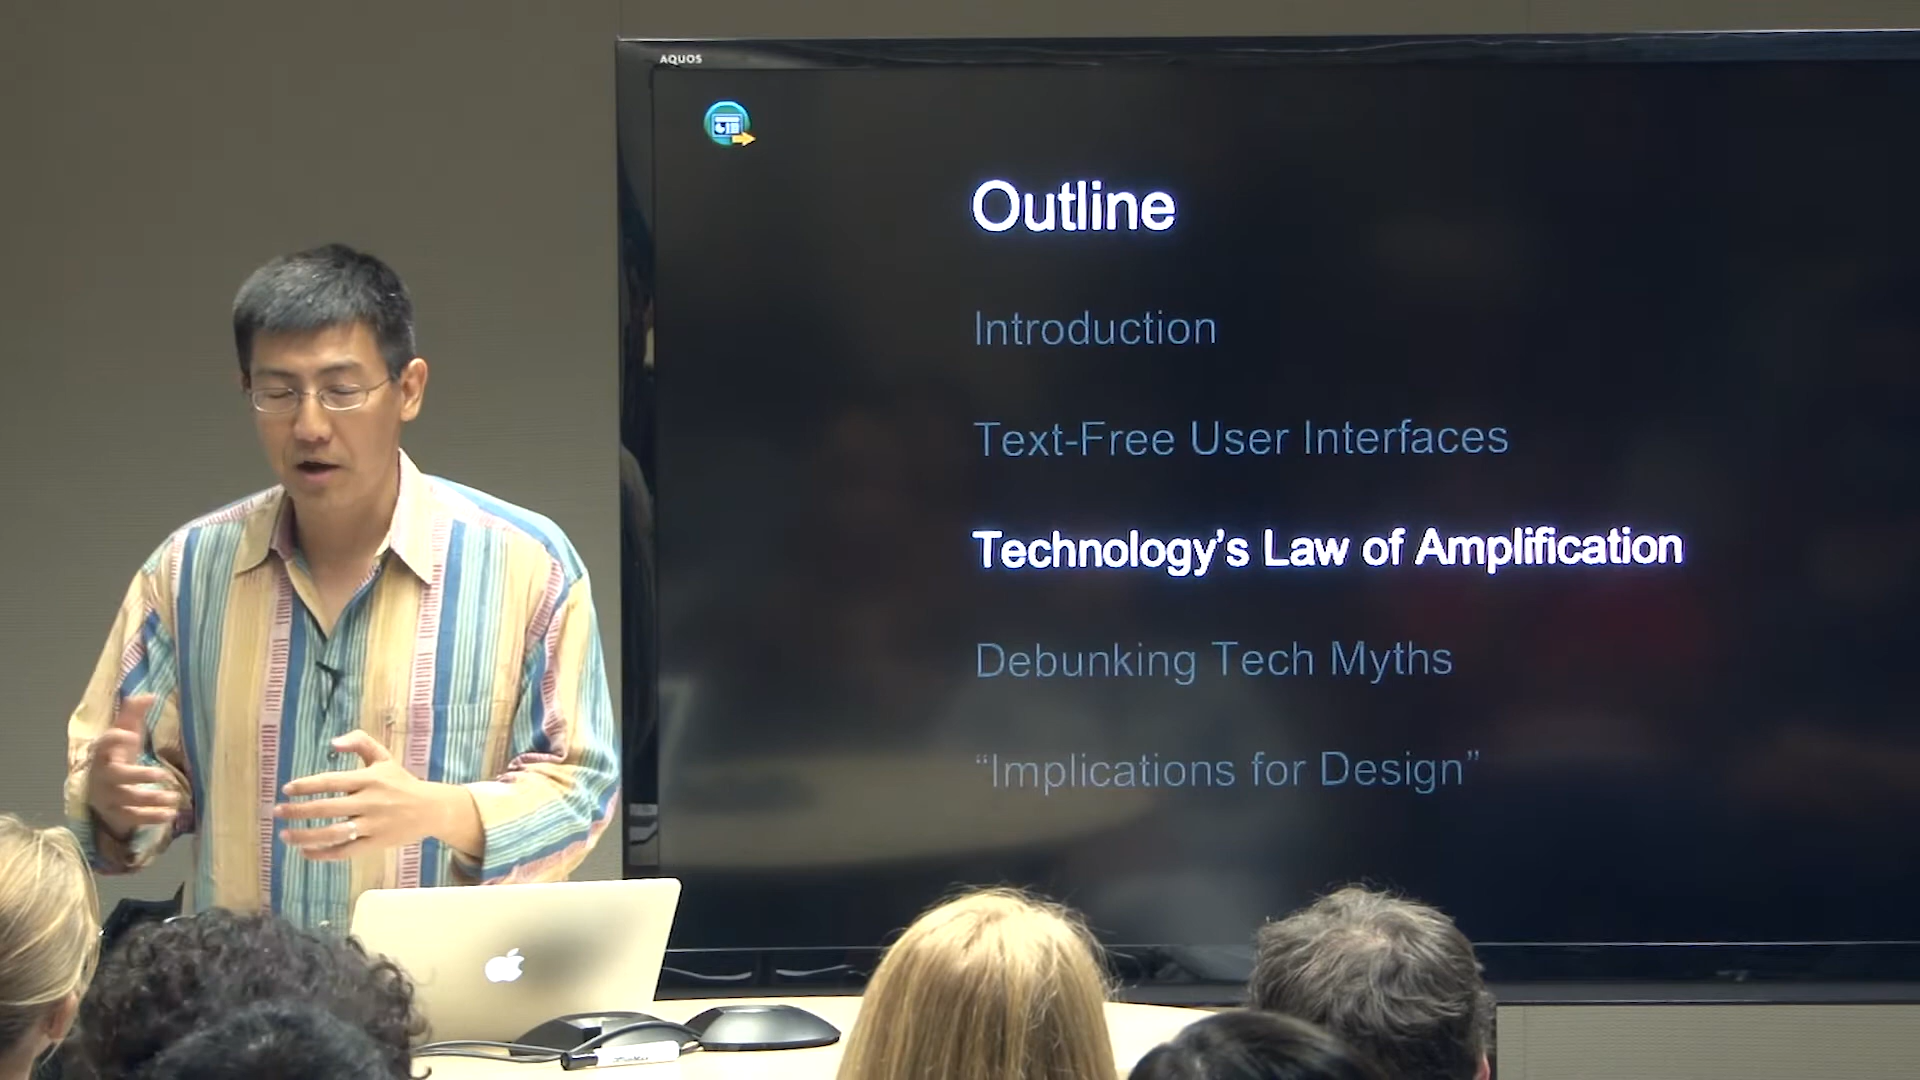 AQUOS
Outline
Introduction
Text-Free User Interfaces
Technology’s Law of Amplification
Debunking Tech Myths
“Implications for Design”